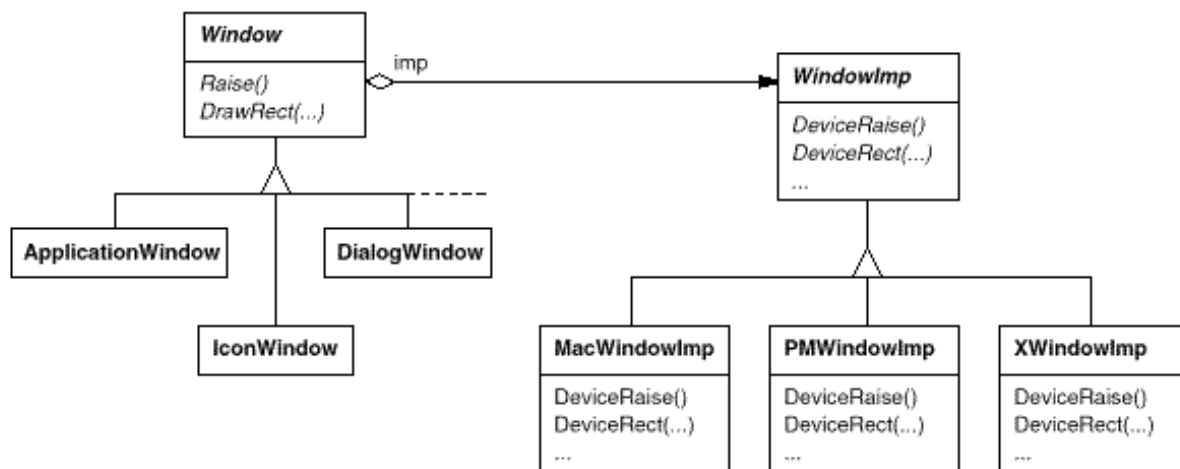 Window
Raise()
DrawRect(...)
imp
WindowImp
DeviceRaise()
DeviceRect(...)
...
ApplicationWindow
DialogWindow
IconWindow
MacWindowImp
DeviceRaise()
DeviceRect(...)
...
PMWindowImp
DeviceRaise()
DeviceRect(...)
...
XWindowImp
DeviceRaise()
DeviceRect(...)
...